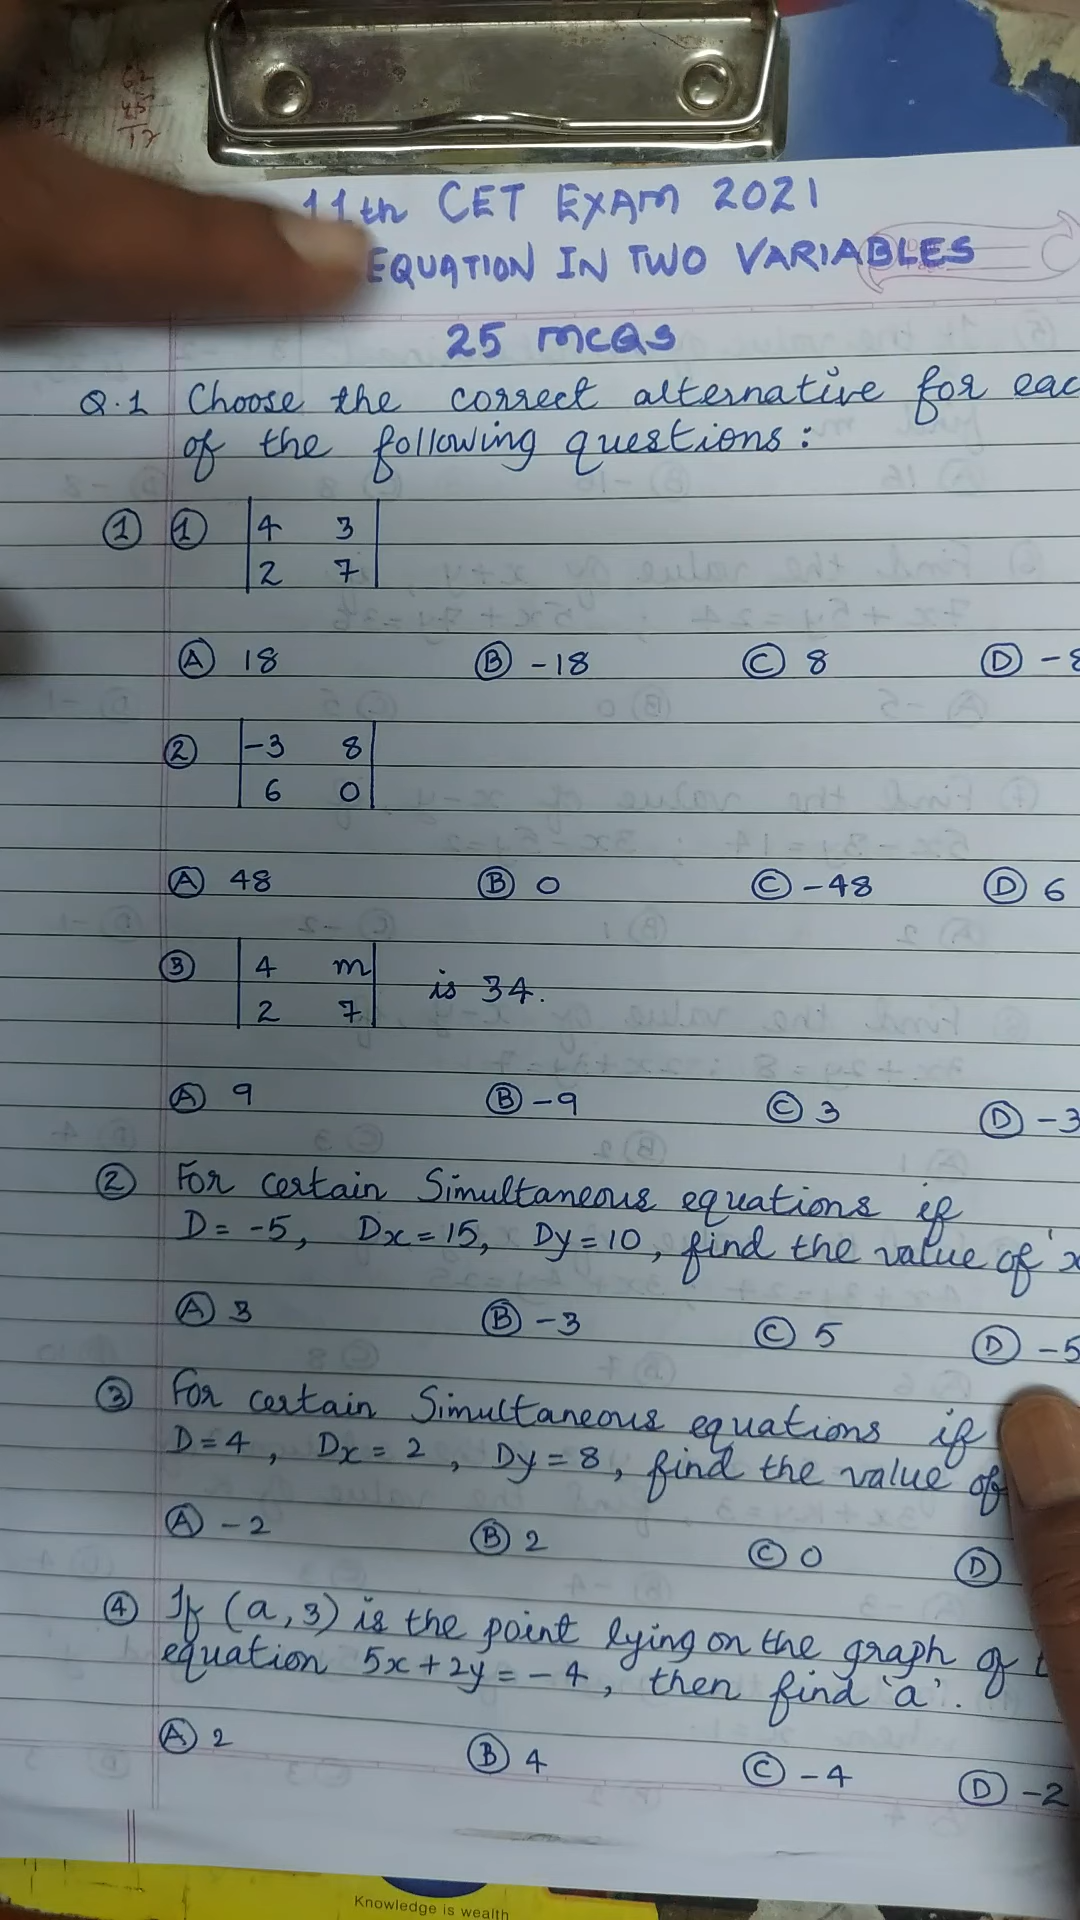 11th CET EXAM 2021
EQUATION IN TWO VARIABLES
25 MCQS
Q.1 Choose the correct alternative for eac
of the following questions:
① ① |4 3|
|2 7|
Ⓐ 18 Ⓑ -18 Ⓒ 8 Ⓓ -8
② |-3 8|
|6 0|
Ⓐ 48 Ⓑ 0 Ⓒ -48 Ⓓ 6
③ |4 m|
is 34.
|2 7|
Ⓐ 9 Ⓑ -9 Ⓒ 3 Ⓓ -3
② For certain Simultaneous equations if
D = -5, Dx = 15, Dy = 10, find the value of 'x
Ⓐ 3 Ⓑ -3 Ⓒ 5 Ⓓ -5
③ For certain Simultaneous equations if
D = 4, Dx = 2, Dy = 8, find the value of
Ⓐ -2 Ⓑ 2 Ⓒ 0 Ⓓ
④ If (a, 3) is the point lying on the graph of t
equation 5x + 2y = -4, then find 'a'.
Ⓐ 2 Ⓑ 4 Ⓒ -4 Ⓓ -2
Knowledge is wealth